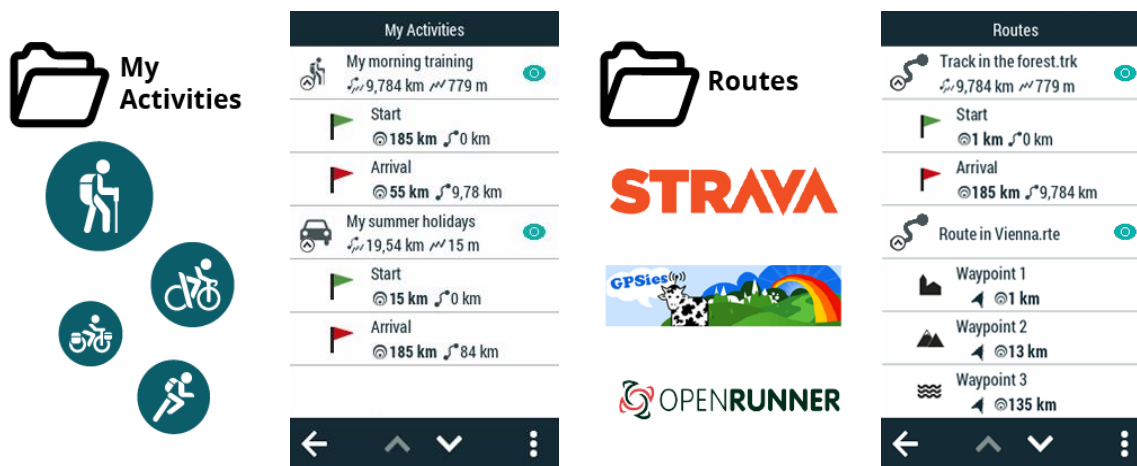 My
Activities
My Activities
My morning training
9,784 km 779 m
Start
185 km 0 km
Arrival
55 km 9,78 km
My summer holidays
19,54 km 15 m
Start
15 km 0 km
Arrival
185 km 84 km
Routes
STRAVA
GPSies
OPENRUNNER
Routes
Track in the forest.trk
9,784 km 779 m
Start
1 km 0 km
Arrival
185 km 9,784 km
Route in Vienna.rte
Waypoint 1
1 km
Waypoint 2
13 km
Waypoint 3
135 km